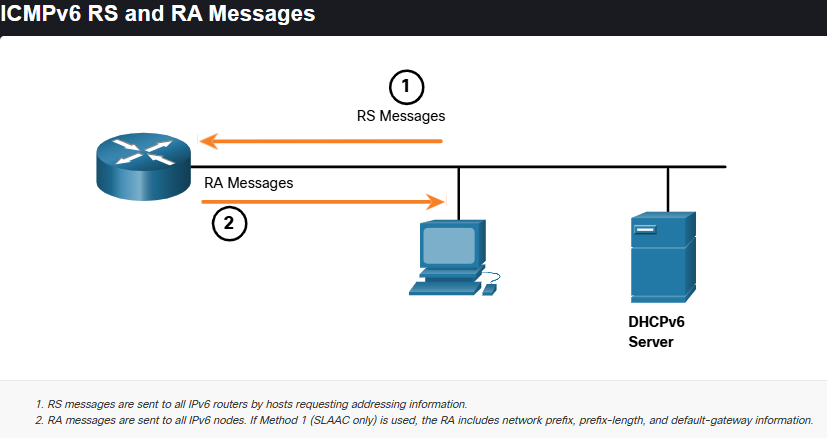 ICMPv6 RS and RA Messages
1
RS Messages
RA Messages
2
DHCPv6
Server
1. RS messages are sent to all IPv6 routers by hosts requesting addressing information.
2. RA messages are sent to all IPv6 nodes. If Method 1 (SLAAC only) is used, the RA includes network prefix, prefix-length, and default-gateway information.